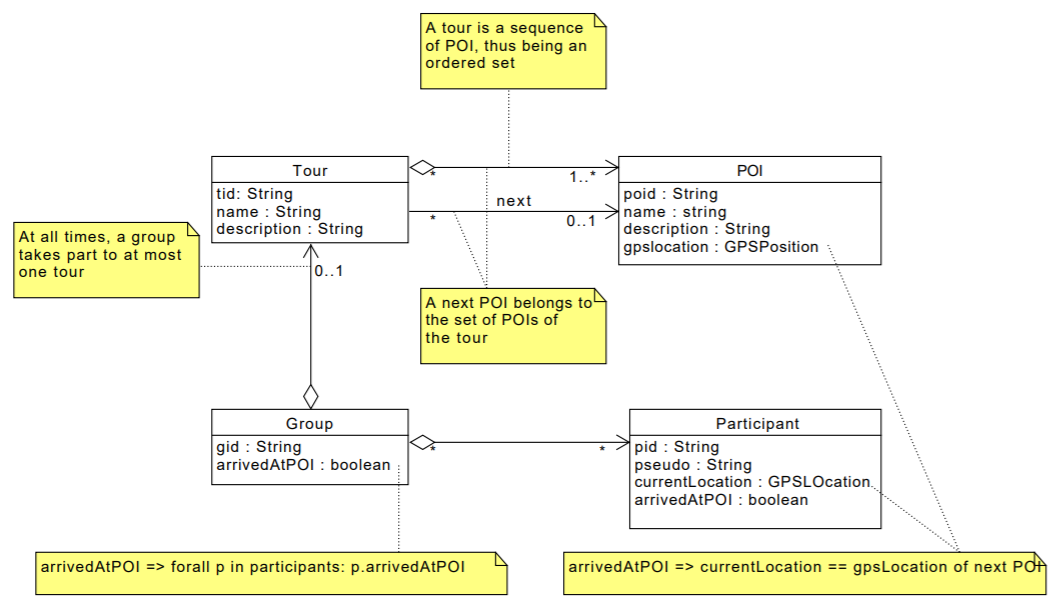 A tour is a sequence
of POI, thus being an
ordered set
Tour
tid: String
name : String
description : String
*
1..*
next
*
0..1
POI
poid : String
name : string
description : String
gpslocation : GPSPosition
At all times, a group
takes part to at most
one tour
0..1
A next POI belongs to
the set of POIs of
the tour
Group
gid : String
arrivedAtPOI : boolean
*
*
Participant
pid : String
pseudo : String
currentLocation : GPSLOcation
arrivedAtPOI : boolean
arrivedAtPOI => forall p in participants: p.arrivedAtPOI
arrivedAtPOI => currentLocation == gpsLocation of next POI